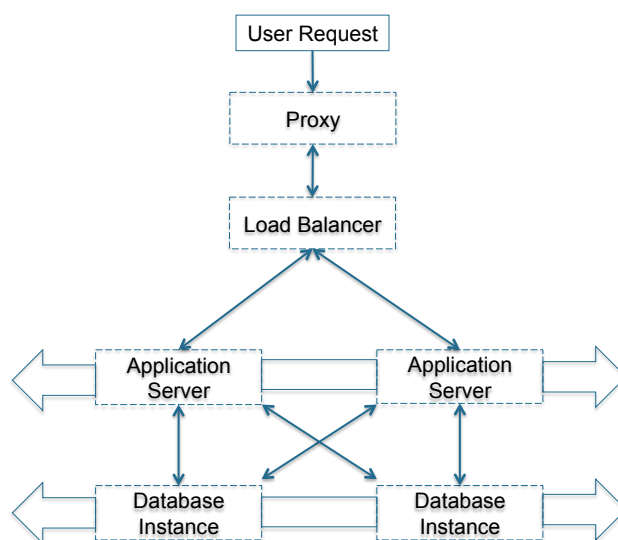 User Request
Proxy
Load Balancer
Application
Server
Application
Server
Database
Instance
Database
Instance